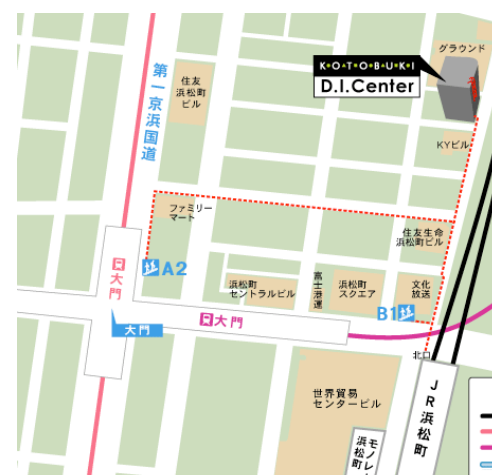 グラウンド
K・O・T・O・B・U・K・I
D.I.Center
住友
浜松町
ビル
第一京浜国道
KYビル
ファミリー
マート
住友生命
浜松町ビル
A2
大門
浜松町
セントラルビル
富士港運
浜松町
スクエア
文化
放送
B1
大門
大門
北口
世界貿易
センタービル
JR浜松町
浜松町
モノレ